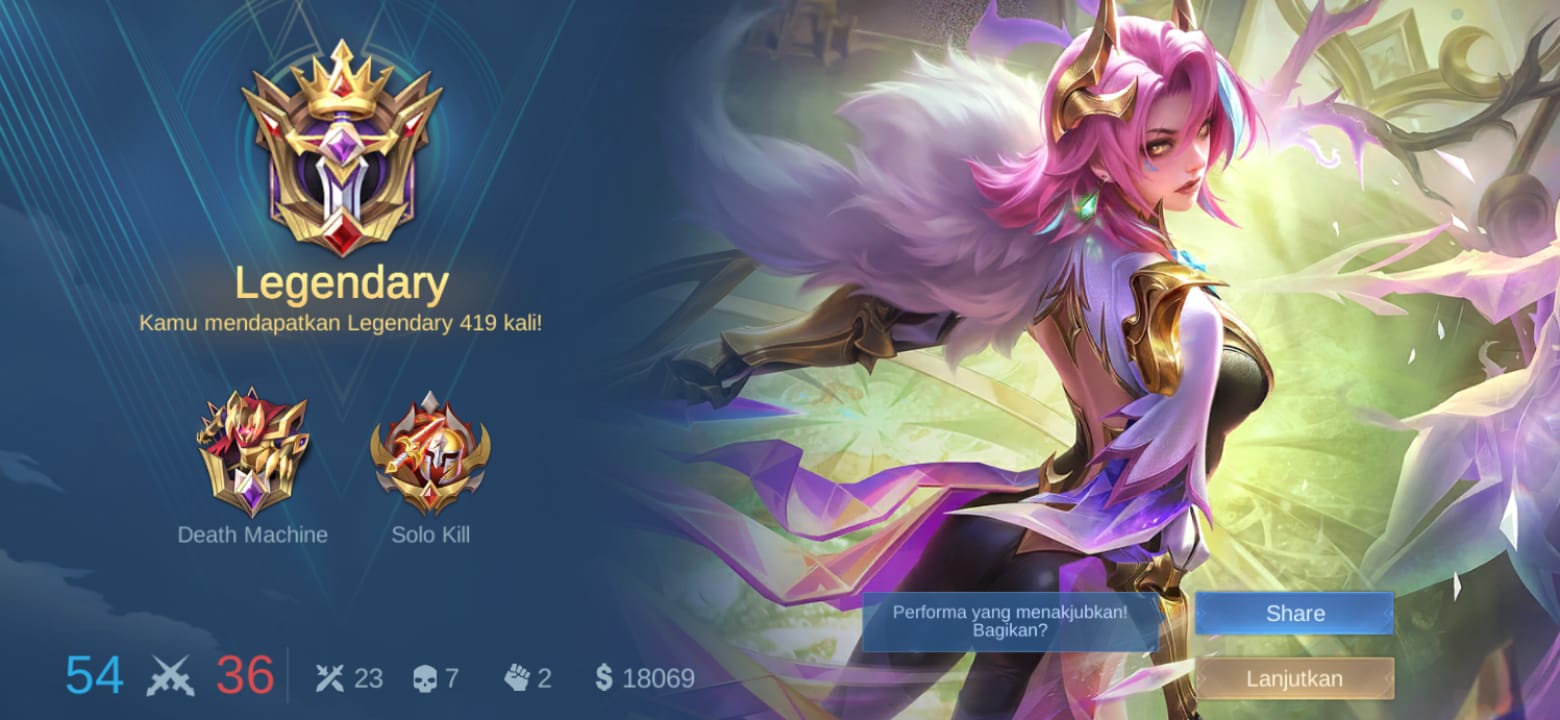 Legendary
Kamu mendapatkan Legendary 419 kali!
Death Machine
Solo Kill
54
36
23
7
2
$ 18069
Performa yang menakjubkan!
Bagikan?
Share
Lanjutkan